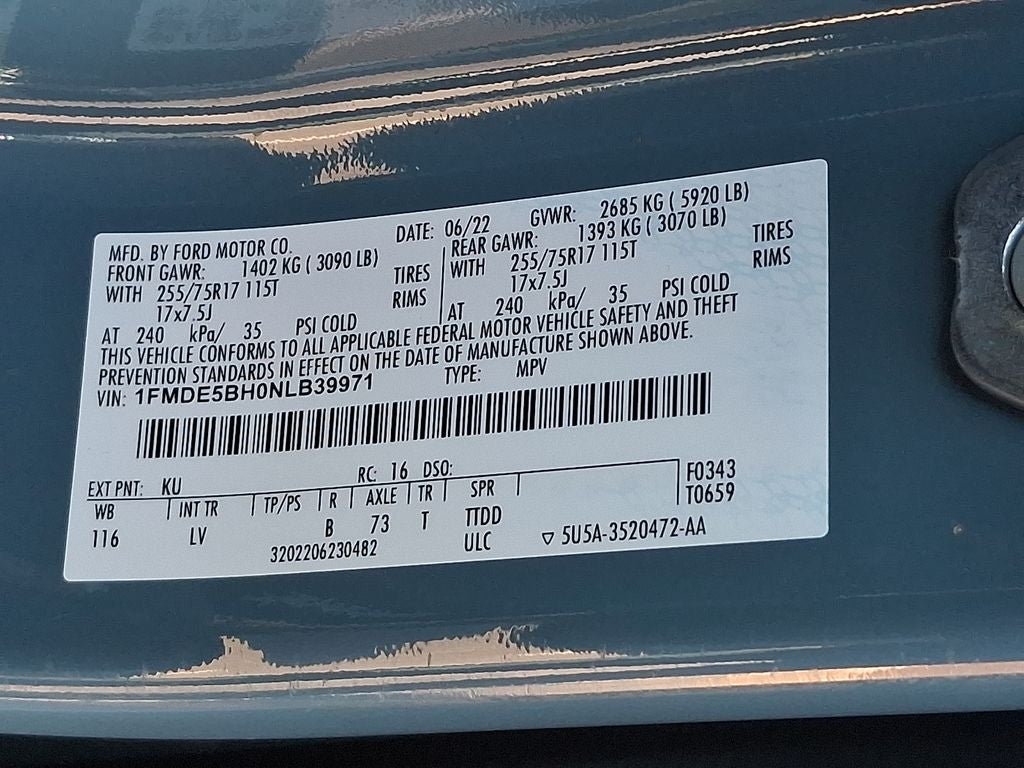 MFD. BY FORD MOTOR CO. DATE: 06/22 GVWR: 2685 KG ( 5920 LB)
FRONT GAWR: 1402 KG ( 3090 LB) REAR GAWR: 1393 KG ( 3070 LB)
WITH 255/75R17 115T TIRES WITH 255/75R17 115T TIRES
17x7.5J RIMS 17x7.5J RIMS
AT 240 kPa/ 35 PSI COLD AT 240 kPa/ 35 PSI COLD
THIS VEHICLE CONFORMS TO ALL APPLICABLE FEDERAL MOTOR VEHICLE SAFETY AND THEFT
PREVENTION STANDARDS IN EFFECT ON THE DATE OF MANUFACTURE SHOWN ABOVE.
VIN: 1FMDE5BH0NLB39971 TYPE: MPV
EXT PNT: KU RC: 16 DSO: F0343
WB INT TR TP/PS R AXLE TR SPR T0659
116 LV B 73 T TTDD
3202206230482 ULC ▽ 5U5A-3520472-AA